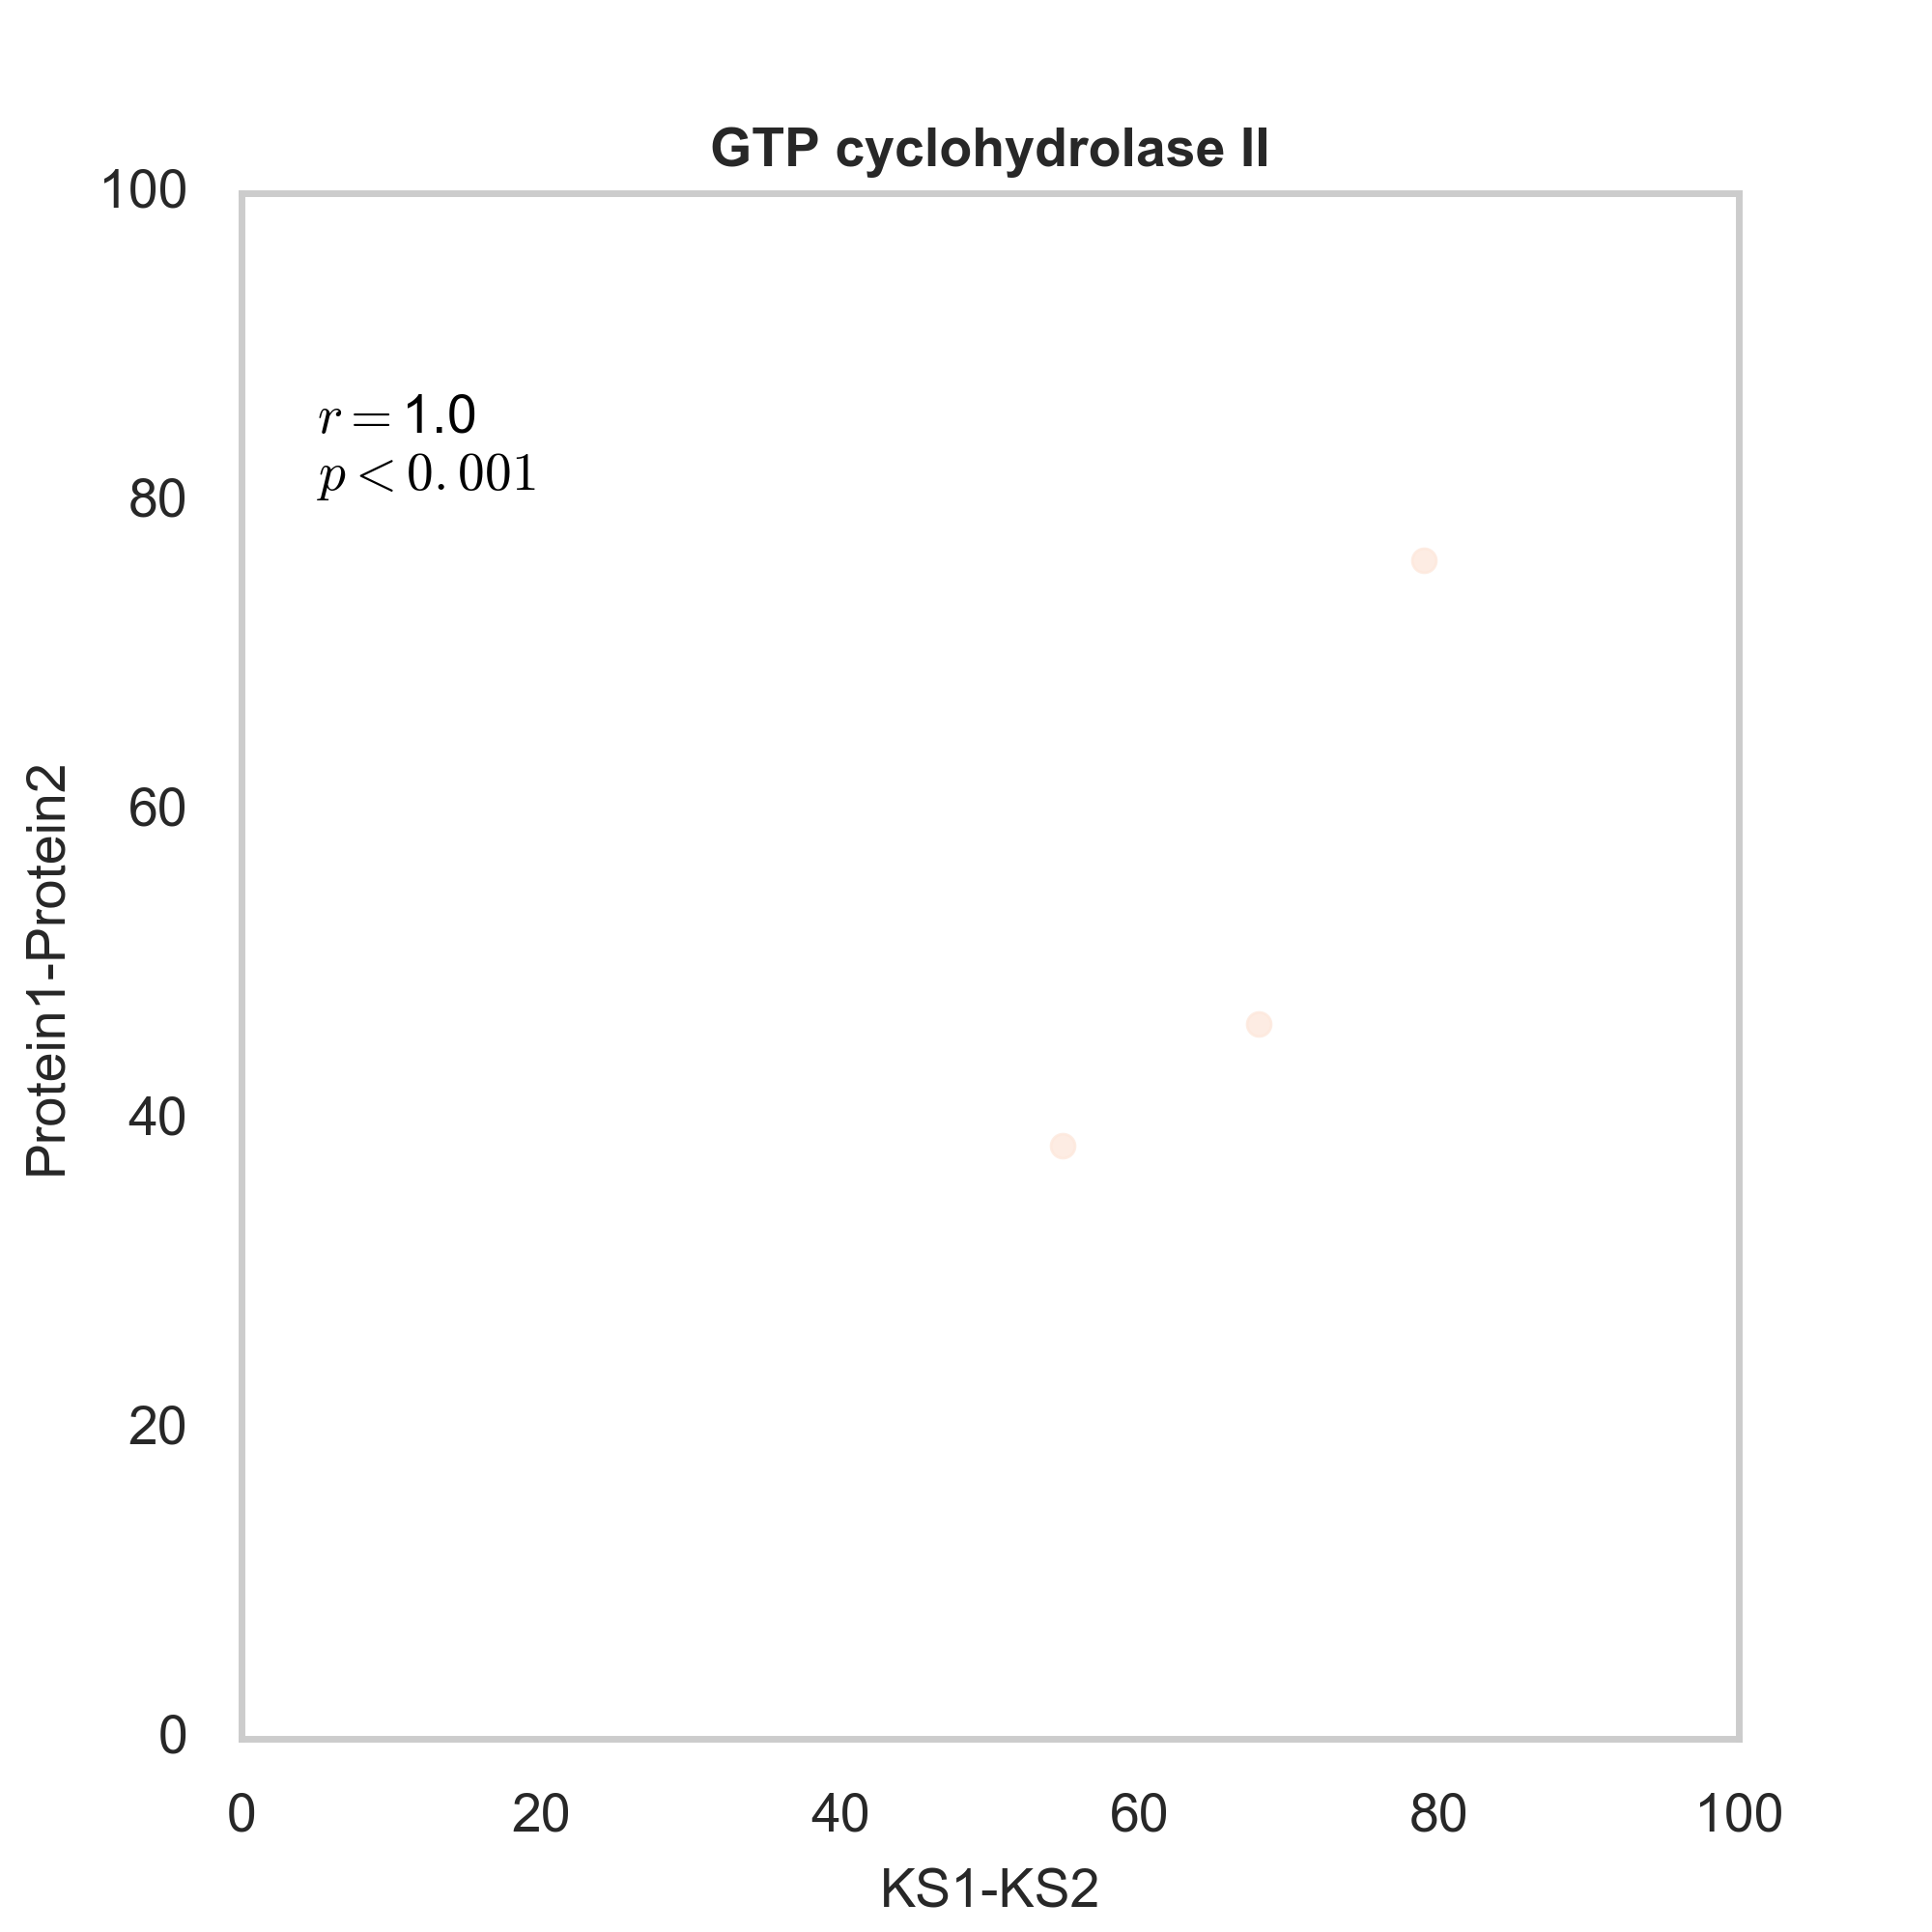 GTP cyclohydrolase II
100
r = 1.0
p < 0.001
80
60
40
20
0
Protein1-Protein2
0 20 40 60 80 100
KS1-KS2